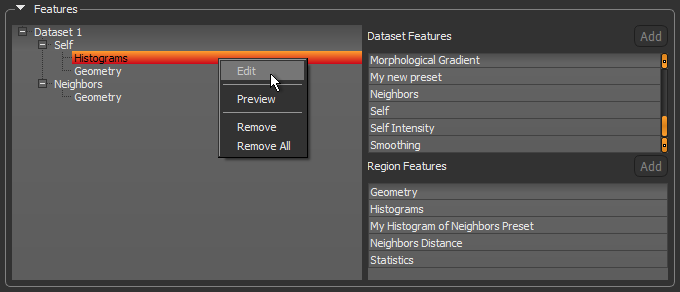 Features
Dataset 1
Self
Histograms
Geometry
Neighbors
Geometry
Edit
Preview
Remove
Remove All
Dataset Features
Add
Morphological Gradient
My new preset
Neighbors
Self
Self Intensity
Smoothing
Region Features
Add
Geometry
Histograms
My Histogram of Neighbors Preset
Neighbors Distance
Statistics